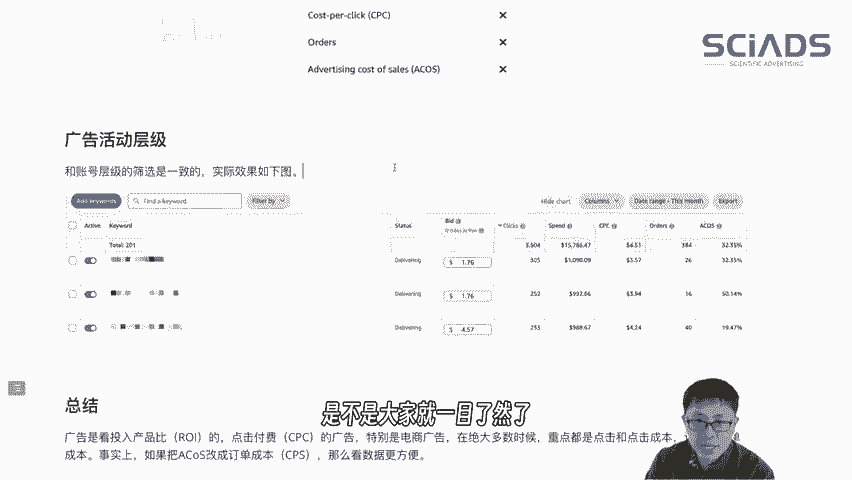 Cost-per-click (CPC) ✕
SCiADS
SCIENTIFIC ADVERTISING
Orders ✕
Advertising cost of sales (ACOS) ✕
广告活动层级
和账号层级的筛选是一致的，实际效果如下图。
Add keywords Find a keyword Filter by Hide chart Columns Date range - This month Export
Active Keyword Status Bid Clicks Spend CPC Orders ACOS
Total: 201 $15,786.47 $4.51 384 32.35%
Delivering $ 1.76 305 $1,090.09 $3.57 26 32.35%
Delivering $ 1.76 252 $992.86 $3.94 16 50.14%
Delivering $ 4.57 233 $988.67 $4.24 40 19.47%
总结
是不是大家就一目了然了
广告是看投入产品比（ROI）的，点击付费（CPC）的广告，特别是电商广告，在绝大多数时候，重点都是点击和点击成本，
成本。事实上，如果把ACoS改成订单成本（CPS），那么看数据更方便。